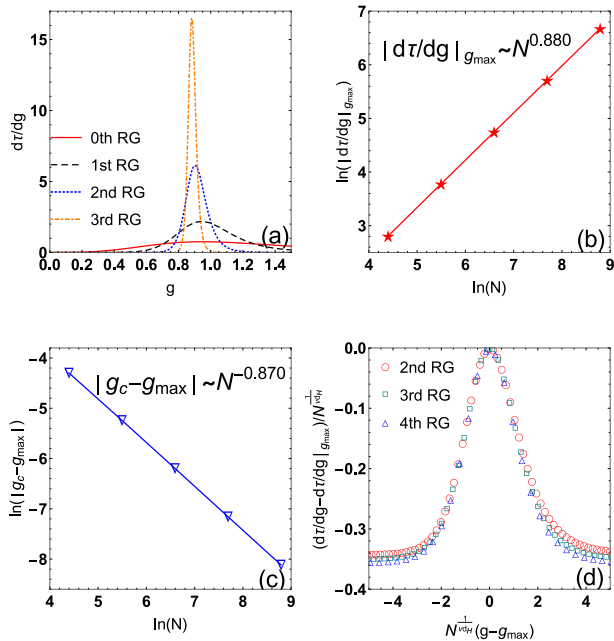 15
10
5
0
dτ/dg
0th RG
1st RG
2nd RG
3rd RG
(a)
0.0 0.2 0.4 0.6 0.8 1.0 1.2 1.4
g
7
6
5
4
3
ln(|dτ/dg|gmax)
|dτ/dg|gmax~N^0.880
(b)
4 5 6 7 8 9
ln(N)
-4
-5
-6
-7
-8
ln(|gc−gmax|)
|gc−gmax|~N^−0.870
(c)
4 5 6 7 8 9
ln(N)
0.0
-0.1
-0.2
-0.3
-0.4
(dτ/dg−dτ/dg|gmax)/N^(1/νdH)
2nd RG
3rd RG
4th RG
(d)
-4 -2 0 2 4
N^(1/νdH)(g−gmax)